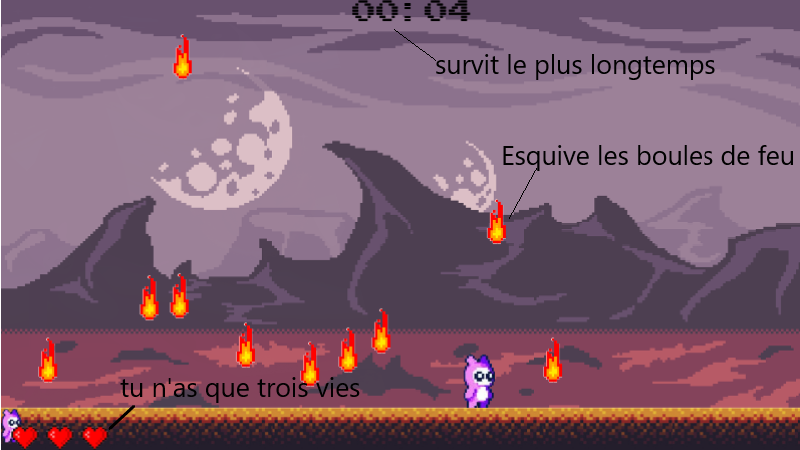 00:04
survit le plus longtemps
Esquive les boules de feu
tu n'as que trois vies